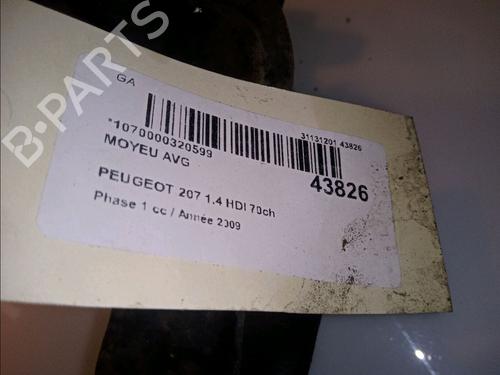 GA
*1070000320599
31131201 43826
MOYEU AVG
43826
PEUGEOT 207 1.4 HDI 70ch
Phase 1 cc / Année 2009
B-PARTS